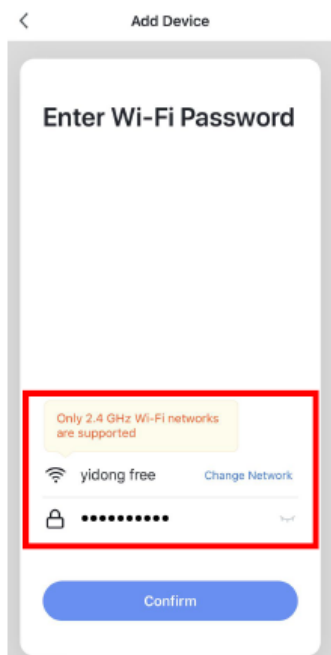 Add Device
Enter Wi-Fi Password
Only 2.4 GHz Wi-Fi networks
are supported
yidong free Change Network
••••••••••
Confirm